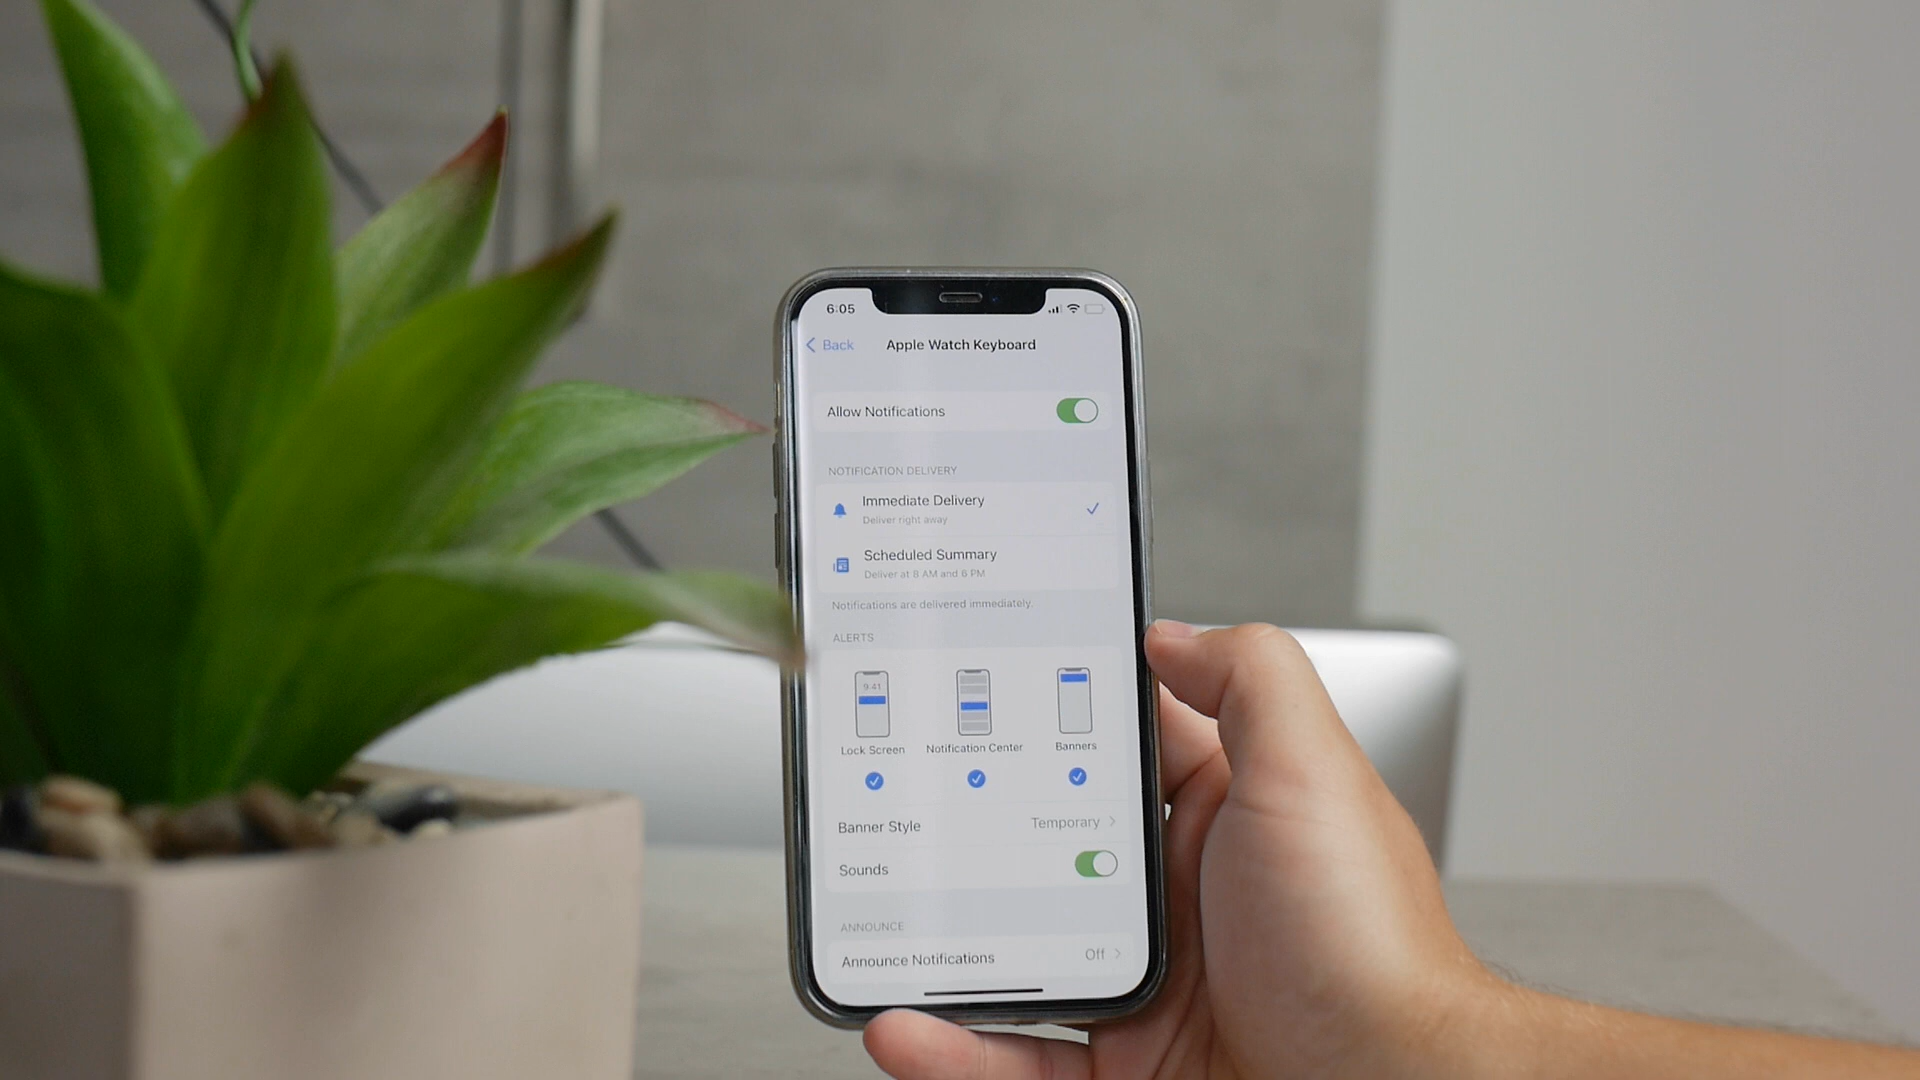 6:05
Back
Apple Watch Keyboard
Allow Notifications
NOTIFICATION DELIVERY
Immediate Delivery
Deliver right away
Scheduled Summary
Deliver at 8 AM and 6 PM
Notifications are delivered immediately.
ALERTS
9:41
Lock Screen
Notification Center
Banners
Banner Style
Temporary
Sounds
ANNOUNCE
Announce Notifications
Off